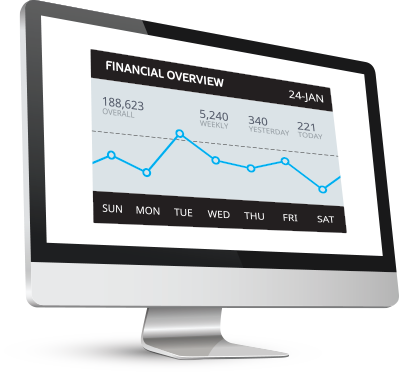 FINANCIAL OVERVIEW
24-JAN
188,623 5,240 340 221
OVERALL WEEKLY YESTERDAY TODAY
SUN MON TUE WED THU FRI SAT